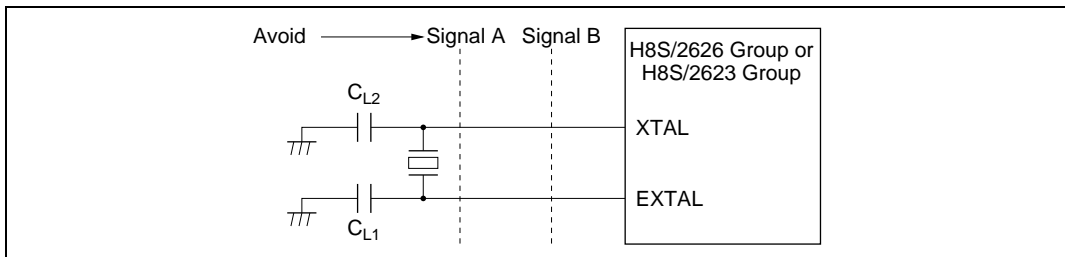 Avoid Signal A Signal B
H8S/2626 Group or
H8S/2623 Group
CL2
XTAL
EXTAL
CL1